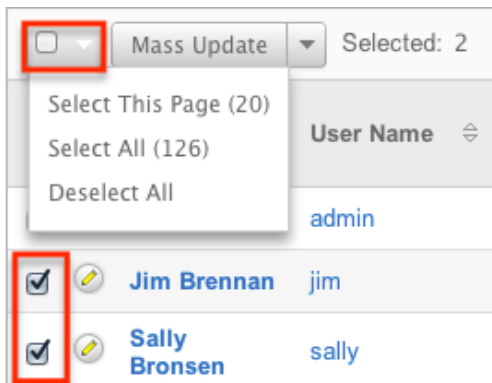 Mass Update
Selected: 2
Select This Page (20)
Select All (126)
Deselect All
User Name
admin
Jim Brennan
jim
Sally
Bronsen
sally